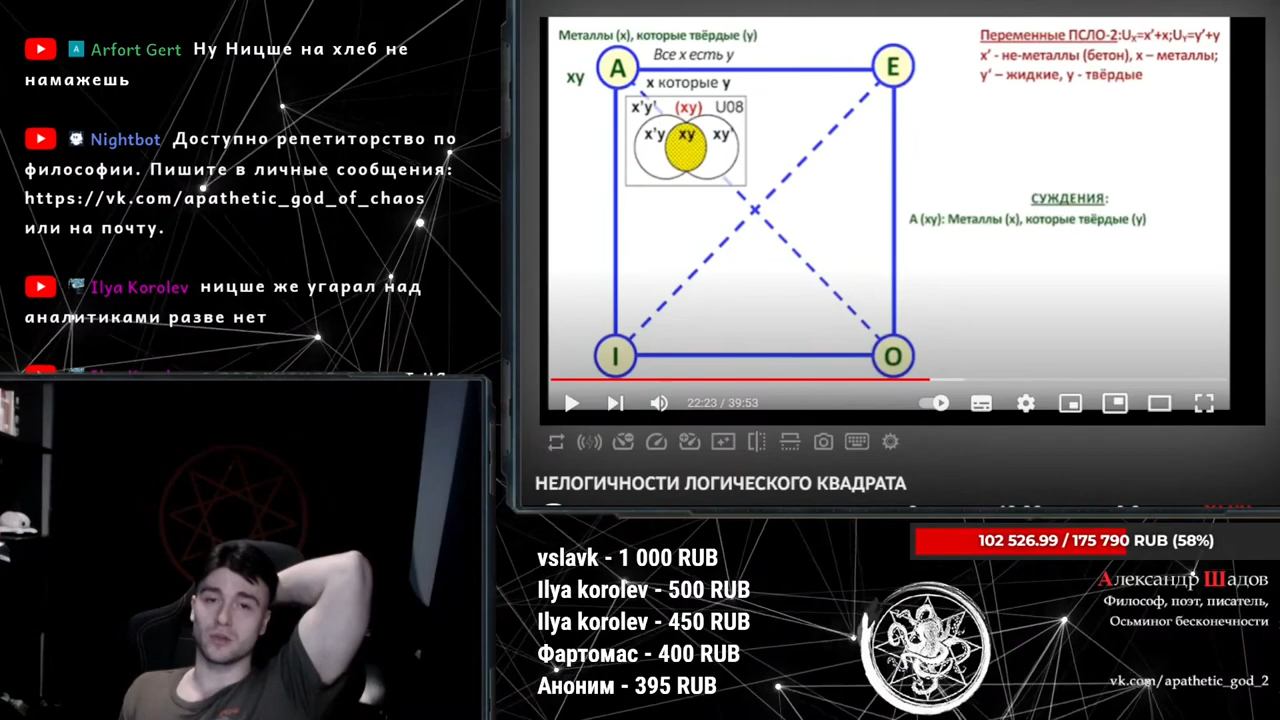 Arfort Gert Ну Ницше на хлеб не
намажешь
Nightbot Доступно репетиторство по
философии. Пишите в личные сообщения:
https://vk.com/apathetic_god_of_chaos
или на почту.
Ilya Korolev ницше же угарал над
аналитиками разве нет
Металлы (x), которые твёрдые (y)
Все x есть y
A
E
xy
x которые y
x'y' (xy) U08
x'y xy xy'
I
O
Переменные ПСЛО-2:Uₓ=x'+x;Uᵧ=y'+y
x' - не-металлы (бетон), x – металлы;
y' – жидкие, y - твёрдые
СУЖДЕНИЯ:
A (xy): Металлы (x), которые твёрдые (y)
22:23 / 39:53
НЕЛОГИЧНОСТИ ЛОГИЧЕСКОГО КВАДРАТА
vslavk - 1 000 RUB
Ilya korolev - 500 RUB
Ilya korolev - 450 RUB
Фартомас - 400 RUB
Аноним - 395 RUB
102 526.99 / 175 790 RUB (58%)
Александр Шадов
Философ, поэт, писатель,
Осьминог бесконечности
vk.com/apathetic_god_2